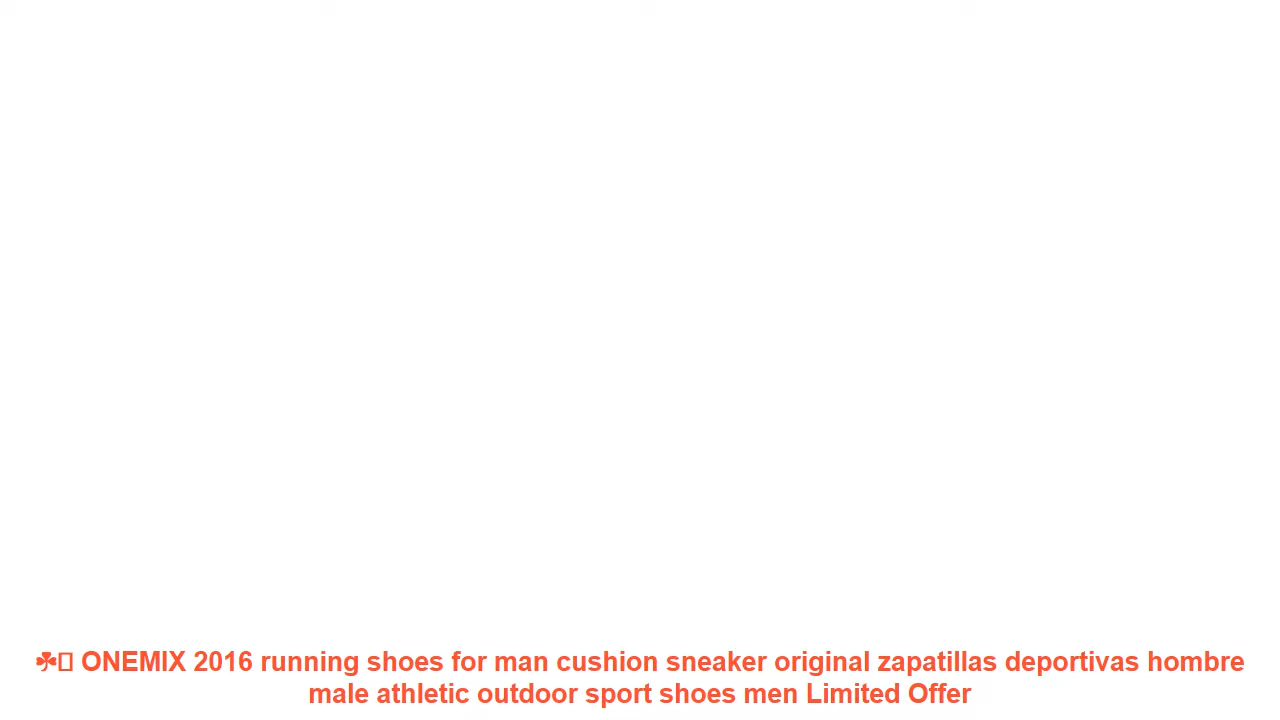 ☘️ ONEMIX 2016 running shoes for man cushion sneaker original zapatillas deportivas hombre
male athletic outdoor sport shoes men Limited Offer